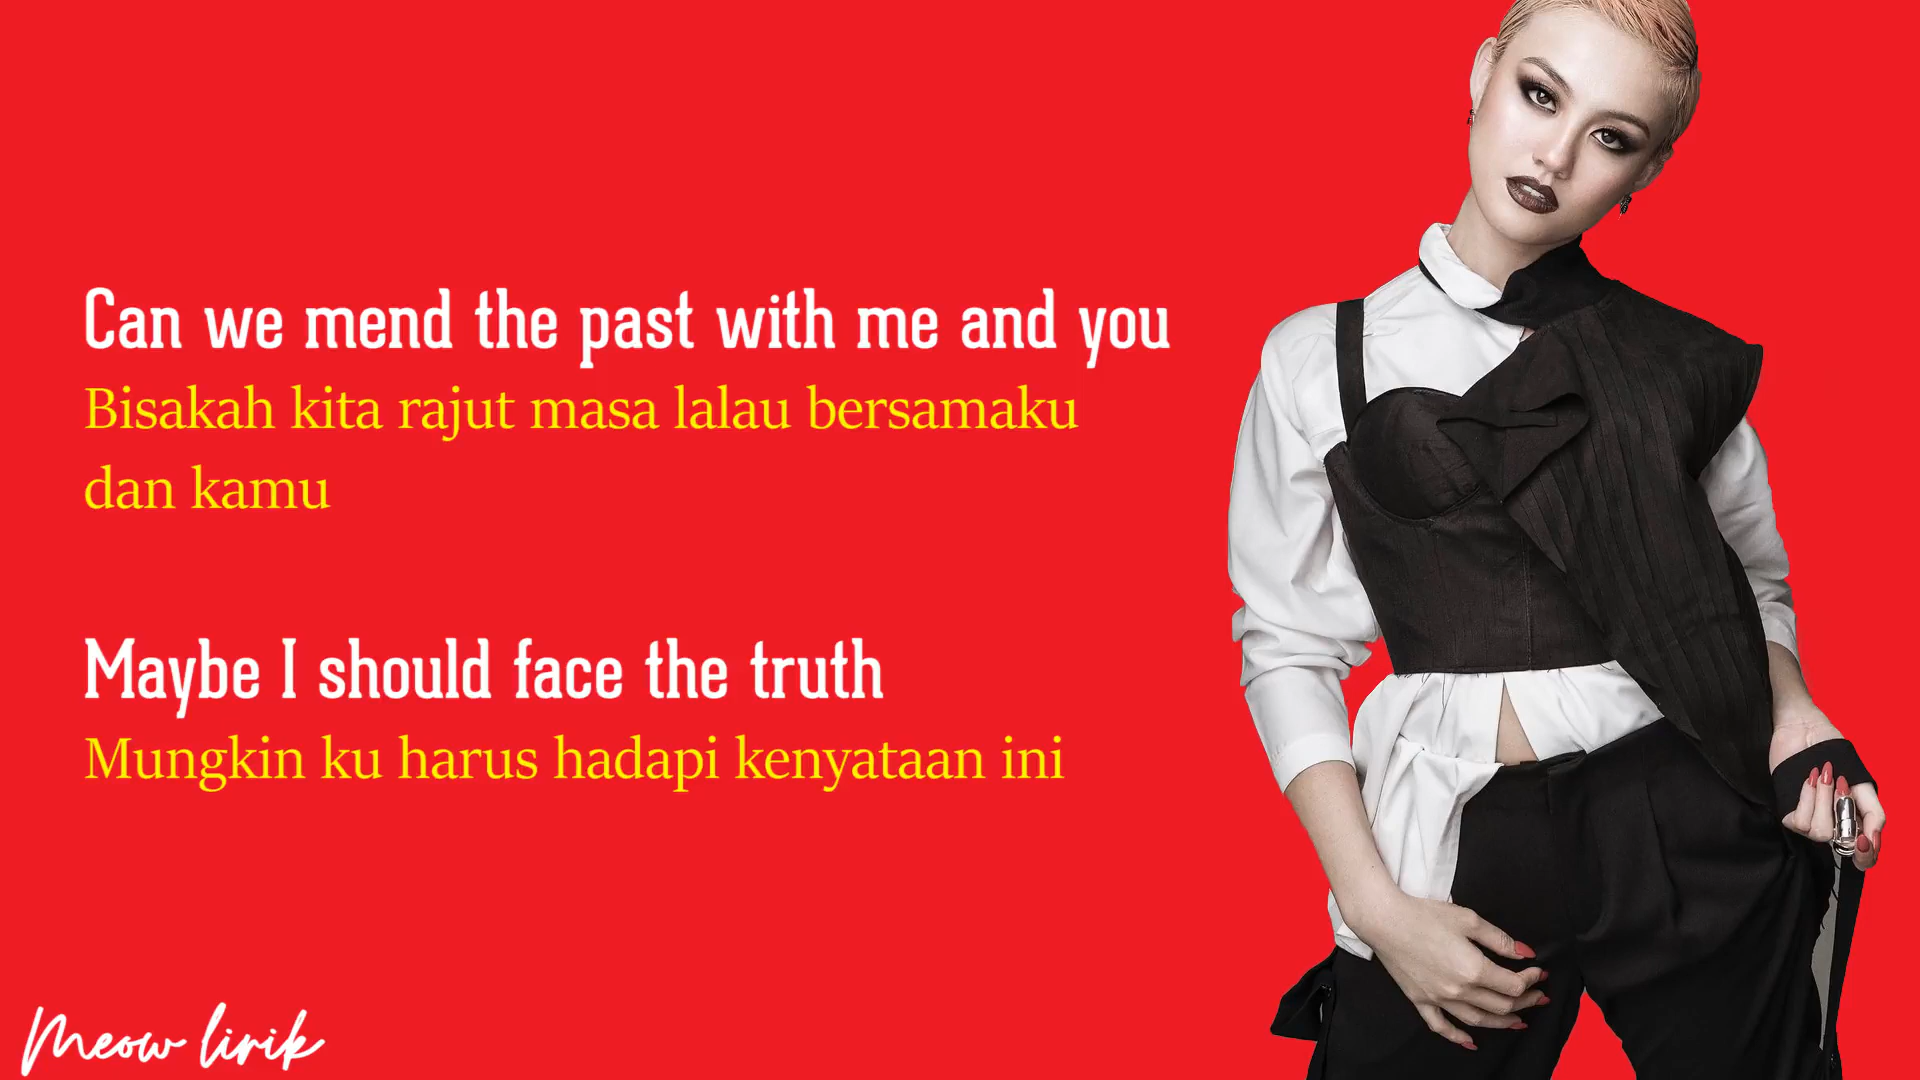 Can we mend the past with me and you
Bisakah kita rajut masa lalau bersamaku
dan kamu
Maybe I should face the truth
Mungkin ku harus hadapi kenyataan ini
Meow lirik